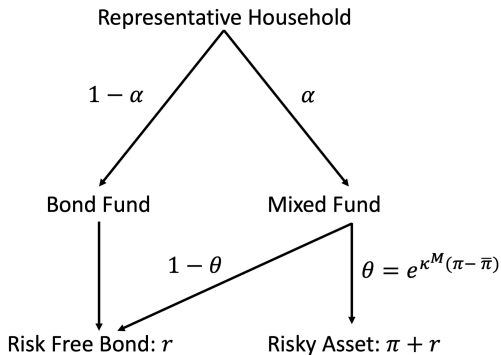 Representative Household
1 − α
α
Bond Fund
Mixed Fund
1 − θ
θ = e^{κ^M(π− π̅)}
Risk Free Bond: r
Risky Asset: π + r